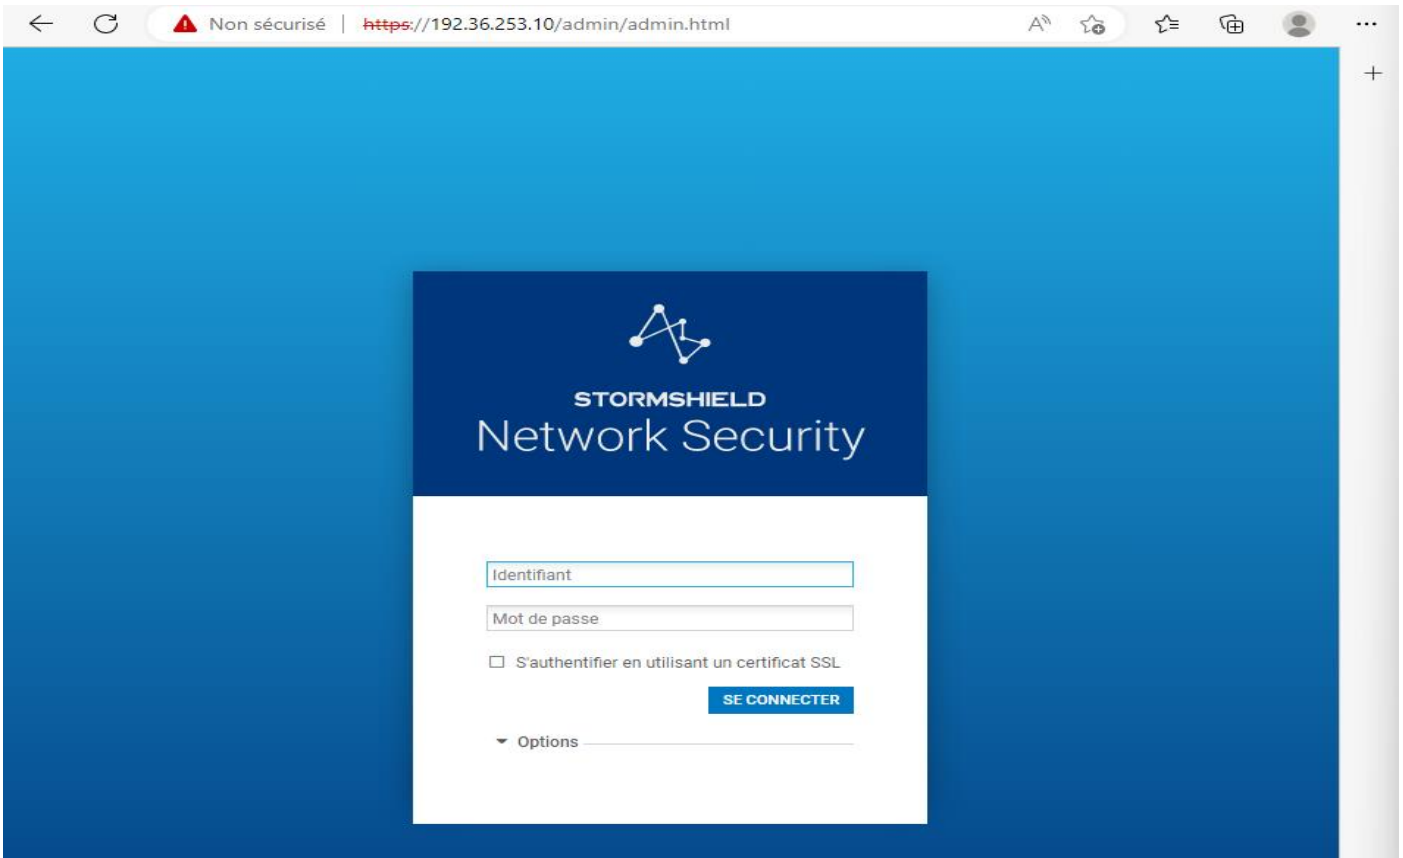 Non sécurisé | https://192.36.253.10/admin/admin.html
STORMSHIELD
Network Security
Identifiant
Mot de passe
S'authentifier en utilisant un certificat SSL
SE CONNECTER
Options